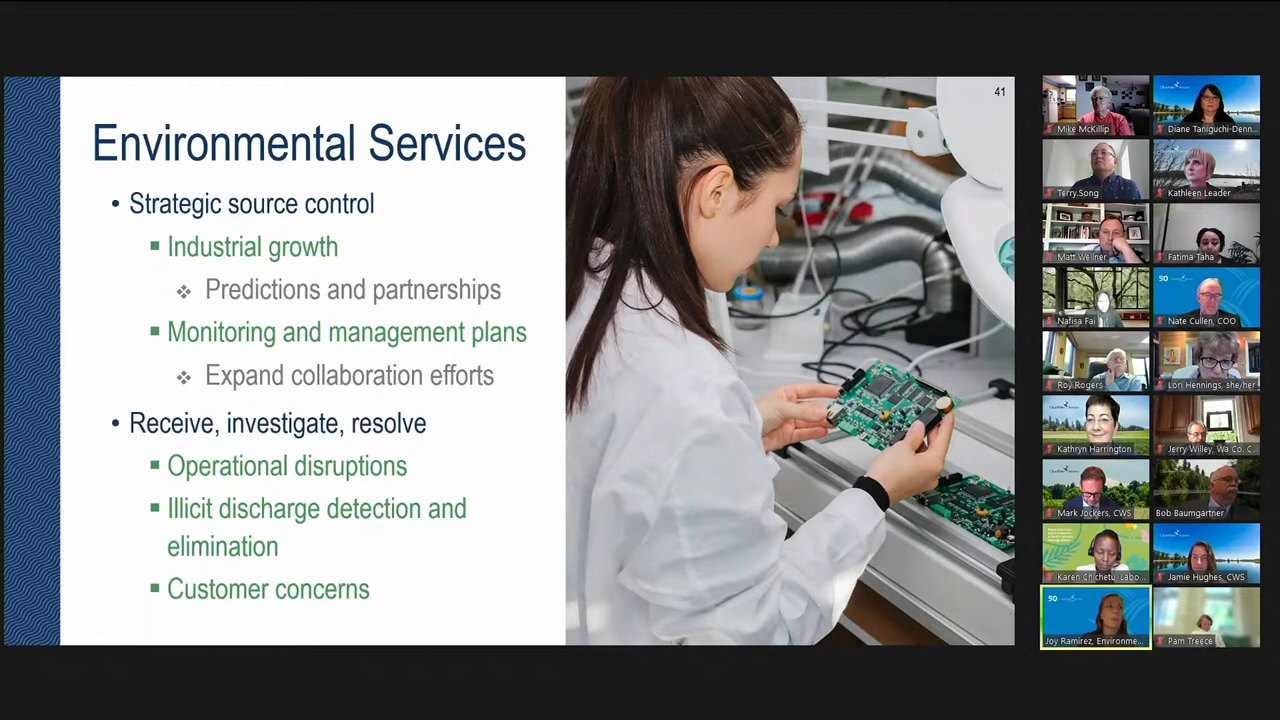 41
Environmental Services
• Strategic source control
▪ Industrial growth
❖ Predictions and partnerships
▪ Monitoring and management plans
❖ Expand collaboration efforts
• Receive, investigate, resolve
▪ Operational disruptions
▪ Illicit discharge detection and
elimination
▪ Customer concerns
Mike McKillip
Diane Taniguchi-Denn...
Terry.Song
Kathleen Leader
Matt Wellner
Fatima Taha
Nafisa Fai
50
Nate Cullen, COO
Roy Rogers
Lori Hennings, she/her
Kathryn Harrington
Jerry Willey, Wa Co. C...
Mark Jockers, CWS
Bob Baumgartner
Karen Chichetu, Labo...
Jamie Hughes, CWS
50
Joy Ramirez, Environme...
Pam Treece